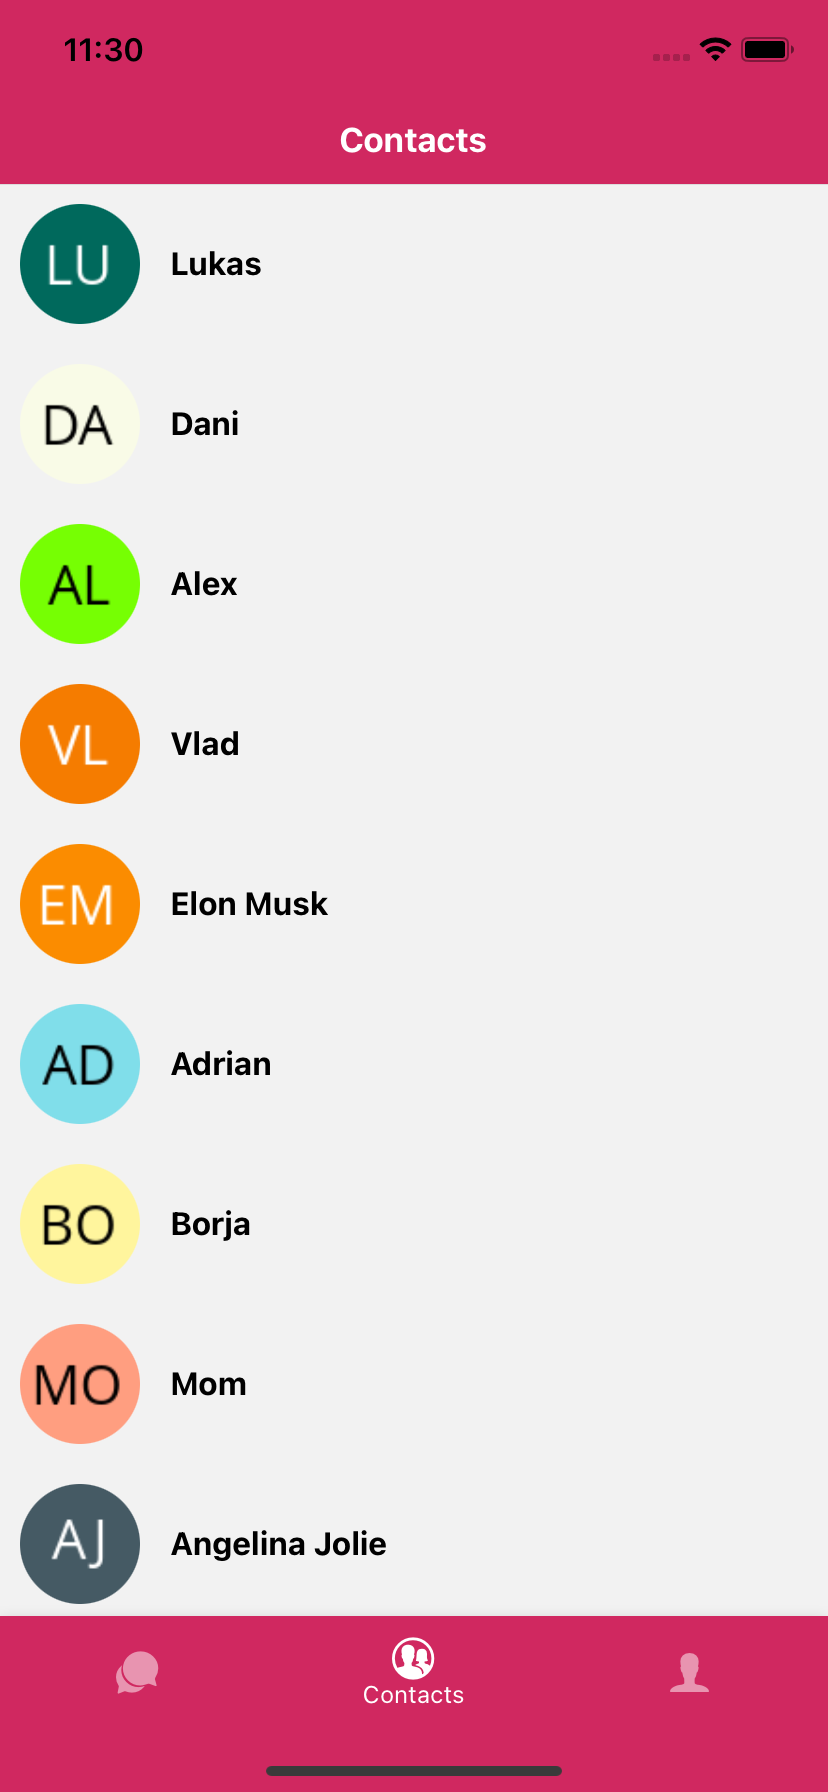 11:30
Contacts
LU Lukas
DA Dani
AL Alex
VL Vlad
EM Elon Musk
AD Adrian
BO Borja
MO Mom
AJ Angelina Jolie
Contacts